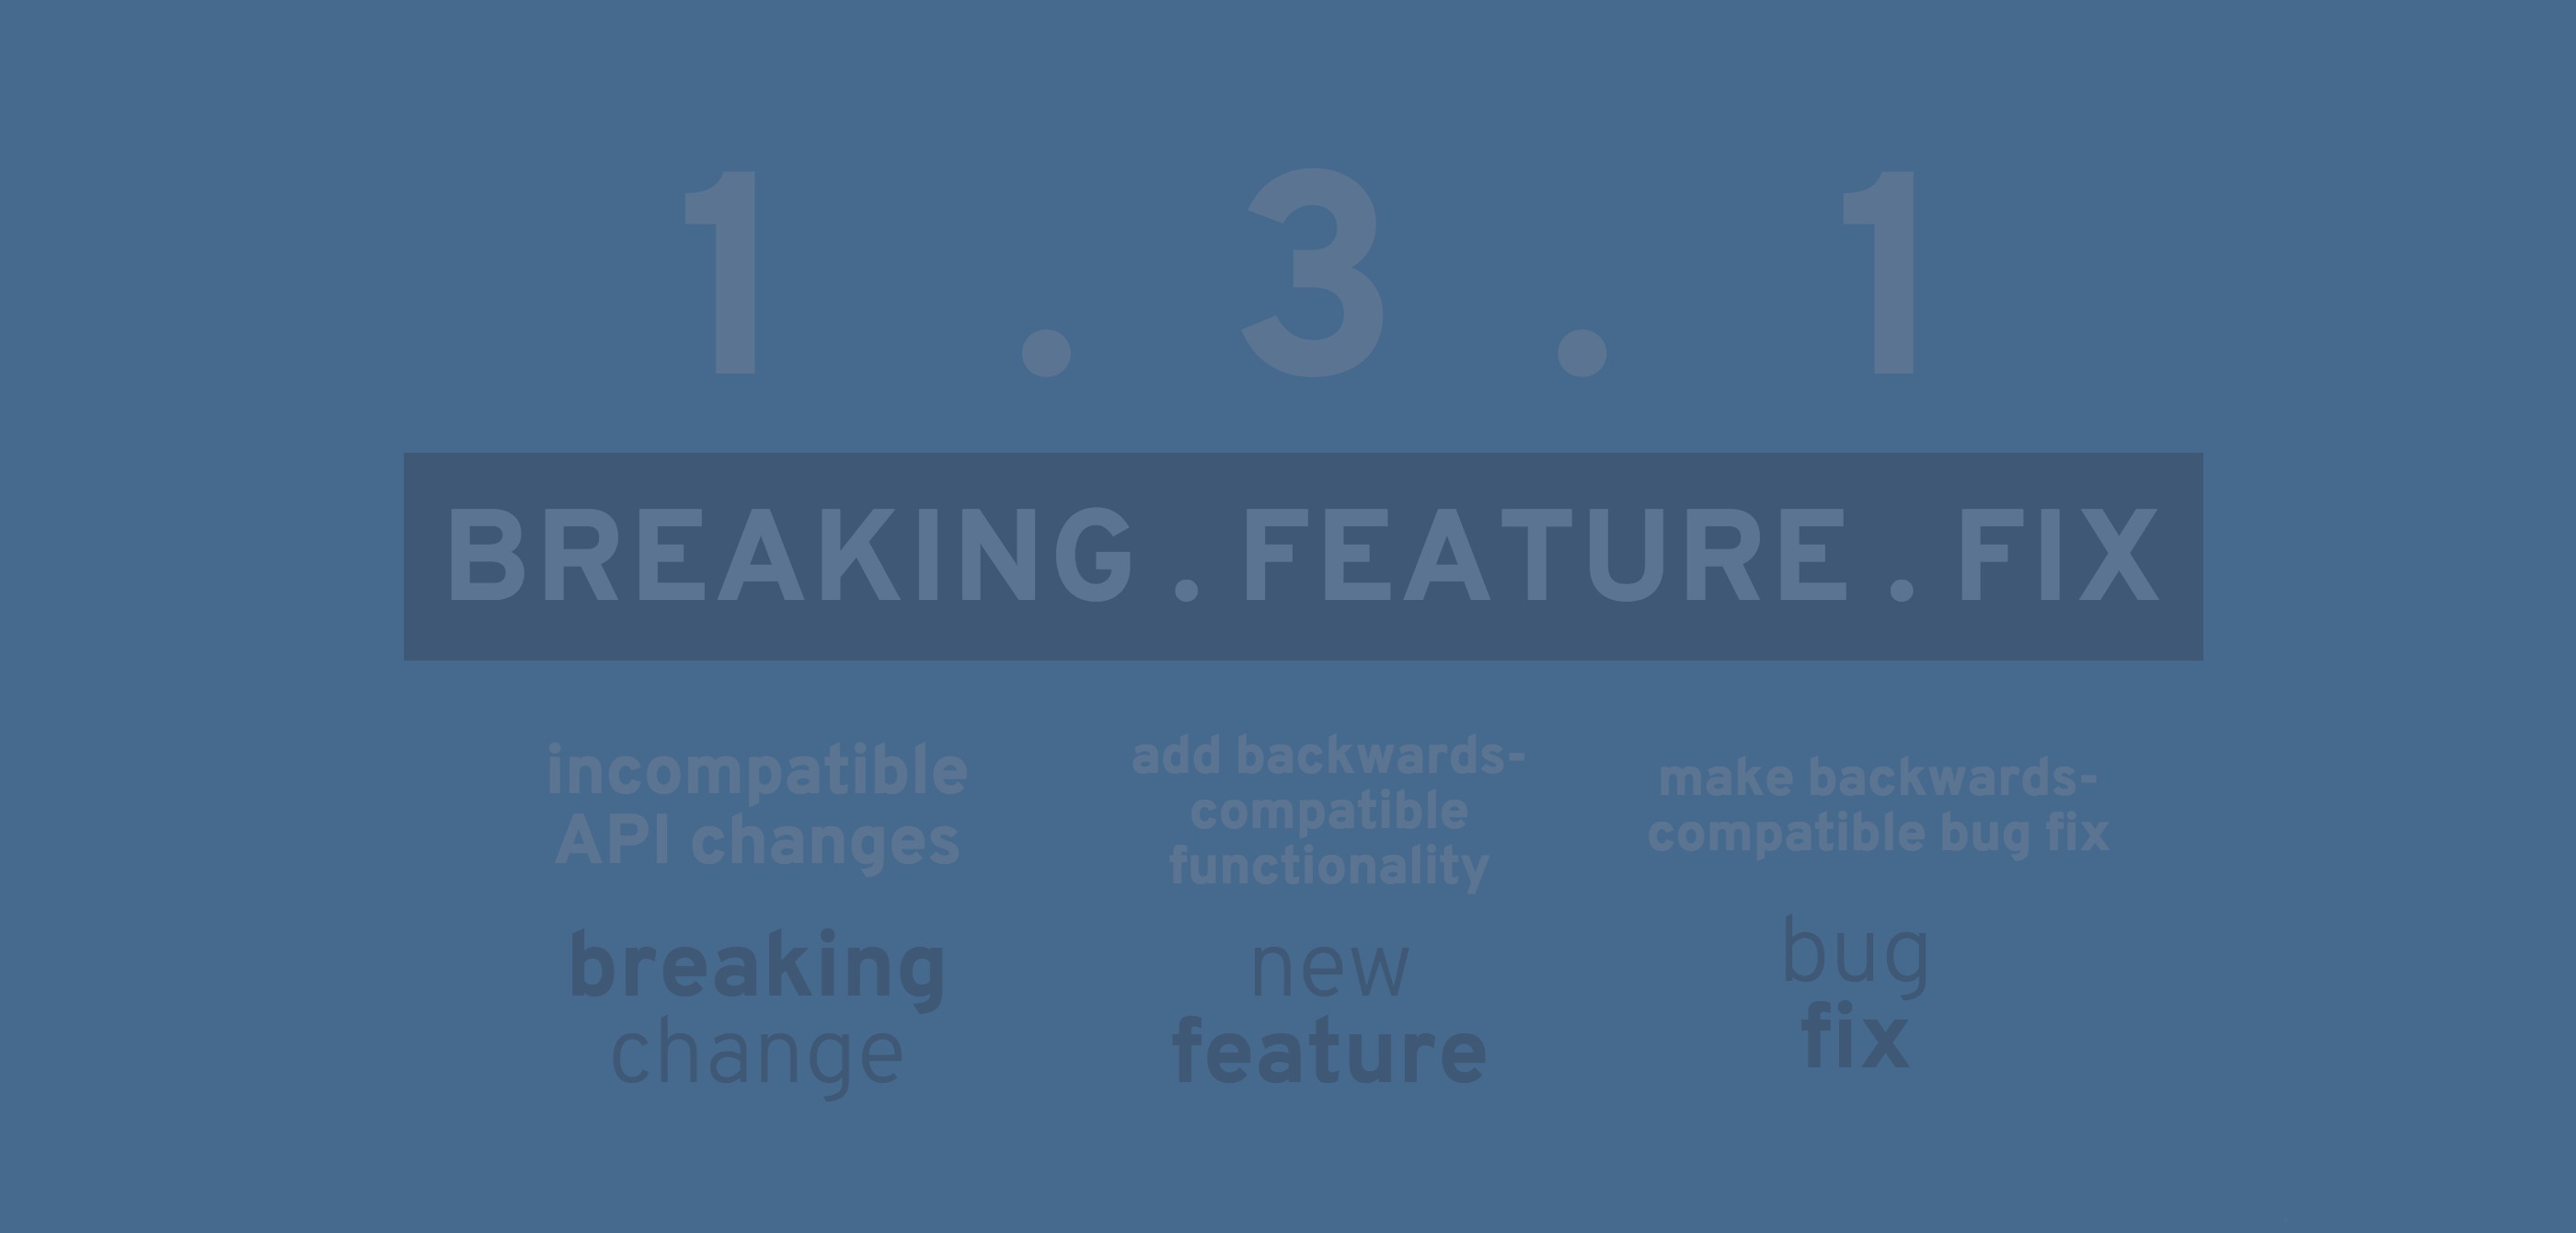 1 . 3 . 1
BREAKING . FEATURE . FIX
incompatible
API changes
breaking
change
add backwards-
compatible
functionality
new
feature
make backwards-
compatible bug fix
bug
fix